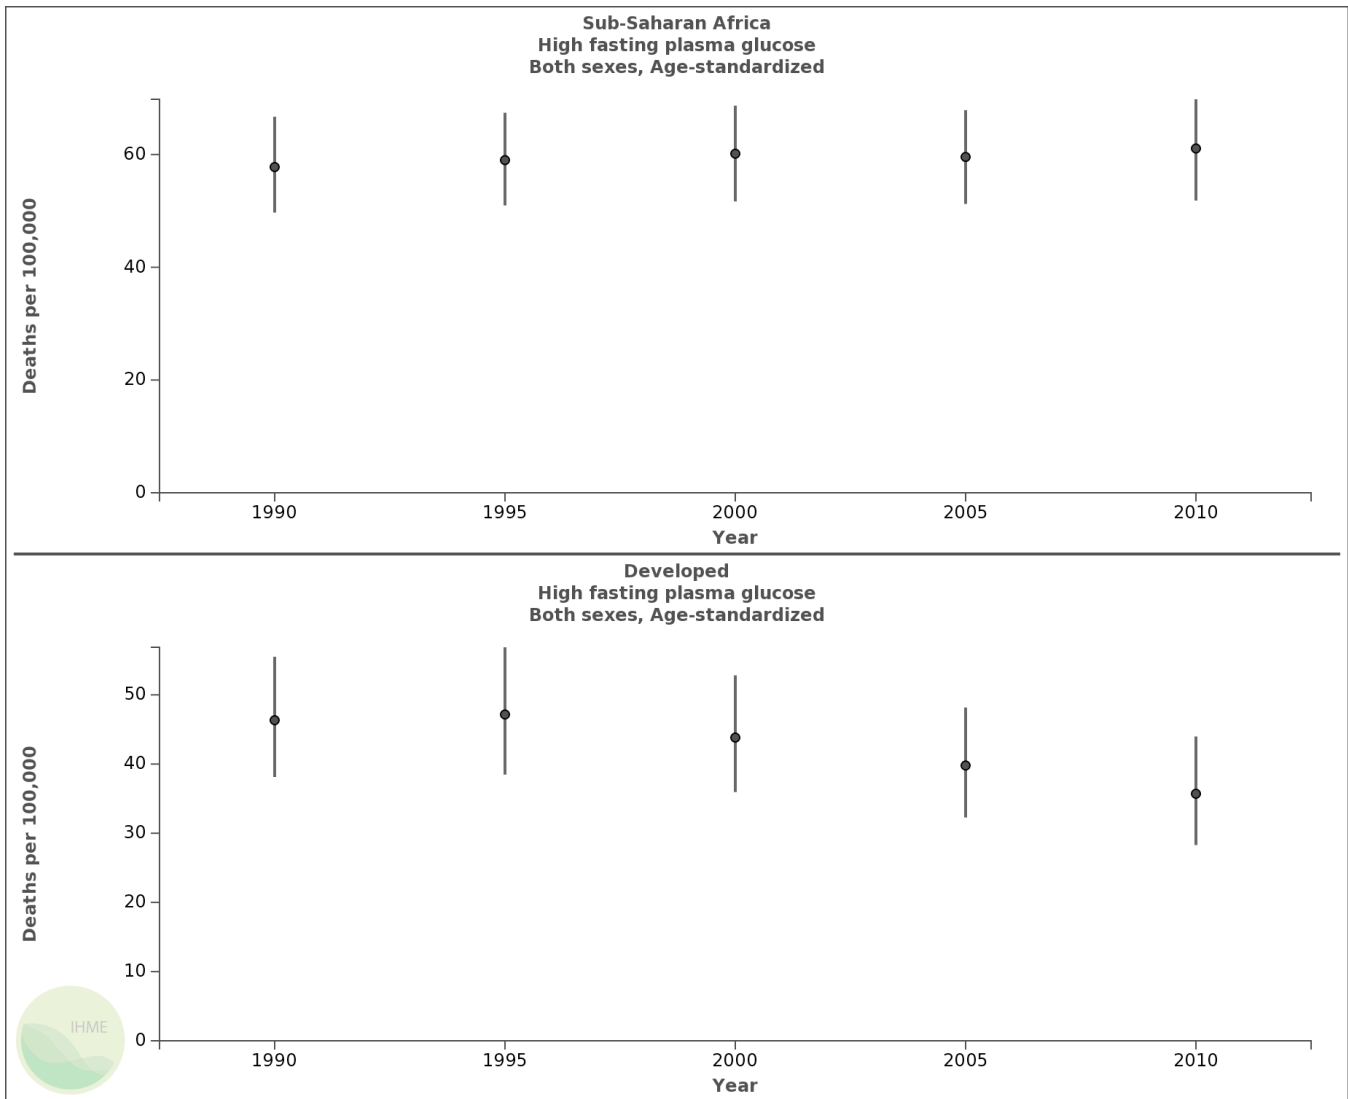 Sub-Saharan Africa
High fasting plasma glucose
Both sexes, Age-standardized
Deaths per 100,000
60
40
20
0
1990 1995 2000 2005 2010
Year
Developed
High fasting plasma glucose
Both sexes, Age-standardized
Deaths per 100,000
50
40
30
20
10
0
IHME
1990 1995 2000 2005 2010
Year